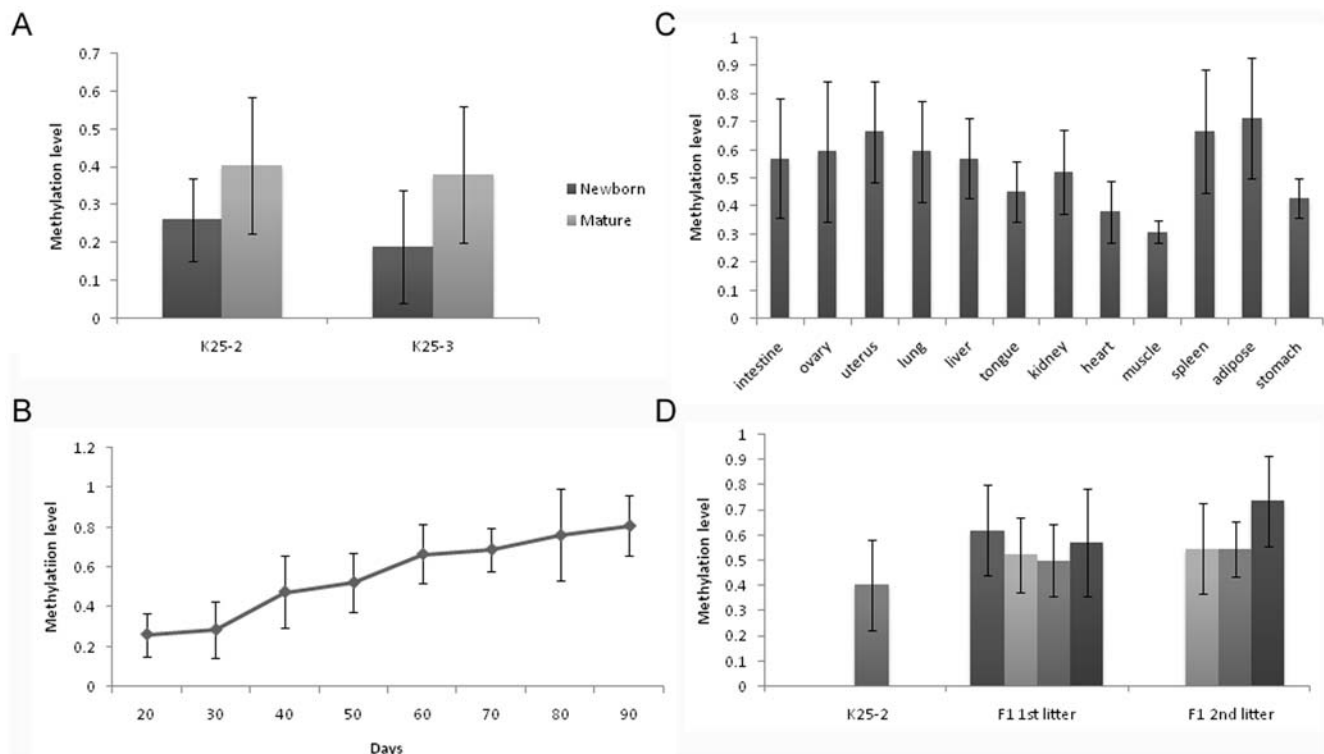 A
Methylation level
0.7
0.6
0.5
0.4
0.3
0.2
0.1
0
K25-2 K25-3
Newborn
Mature
B
Methylation level
1.2
1
0.8
0.6
0.4
0.2
0
20 30 40 50 60 70 80 90
Days
C
Methylation level
1
0.9
0.8
0.7
0.6
0.5
0.4
0.3
0.2
0.1
0
intestine ovary uterus lung liver tongue kidney heart muscle spleen adipose stomach
D
Methylation level
1
0.9
0.8
0.7
0.6
0.5
0.4
0.3
0.2
0.1
0
K25-2 F1 1st litter F1 2nd litter